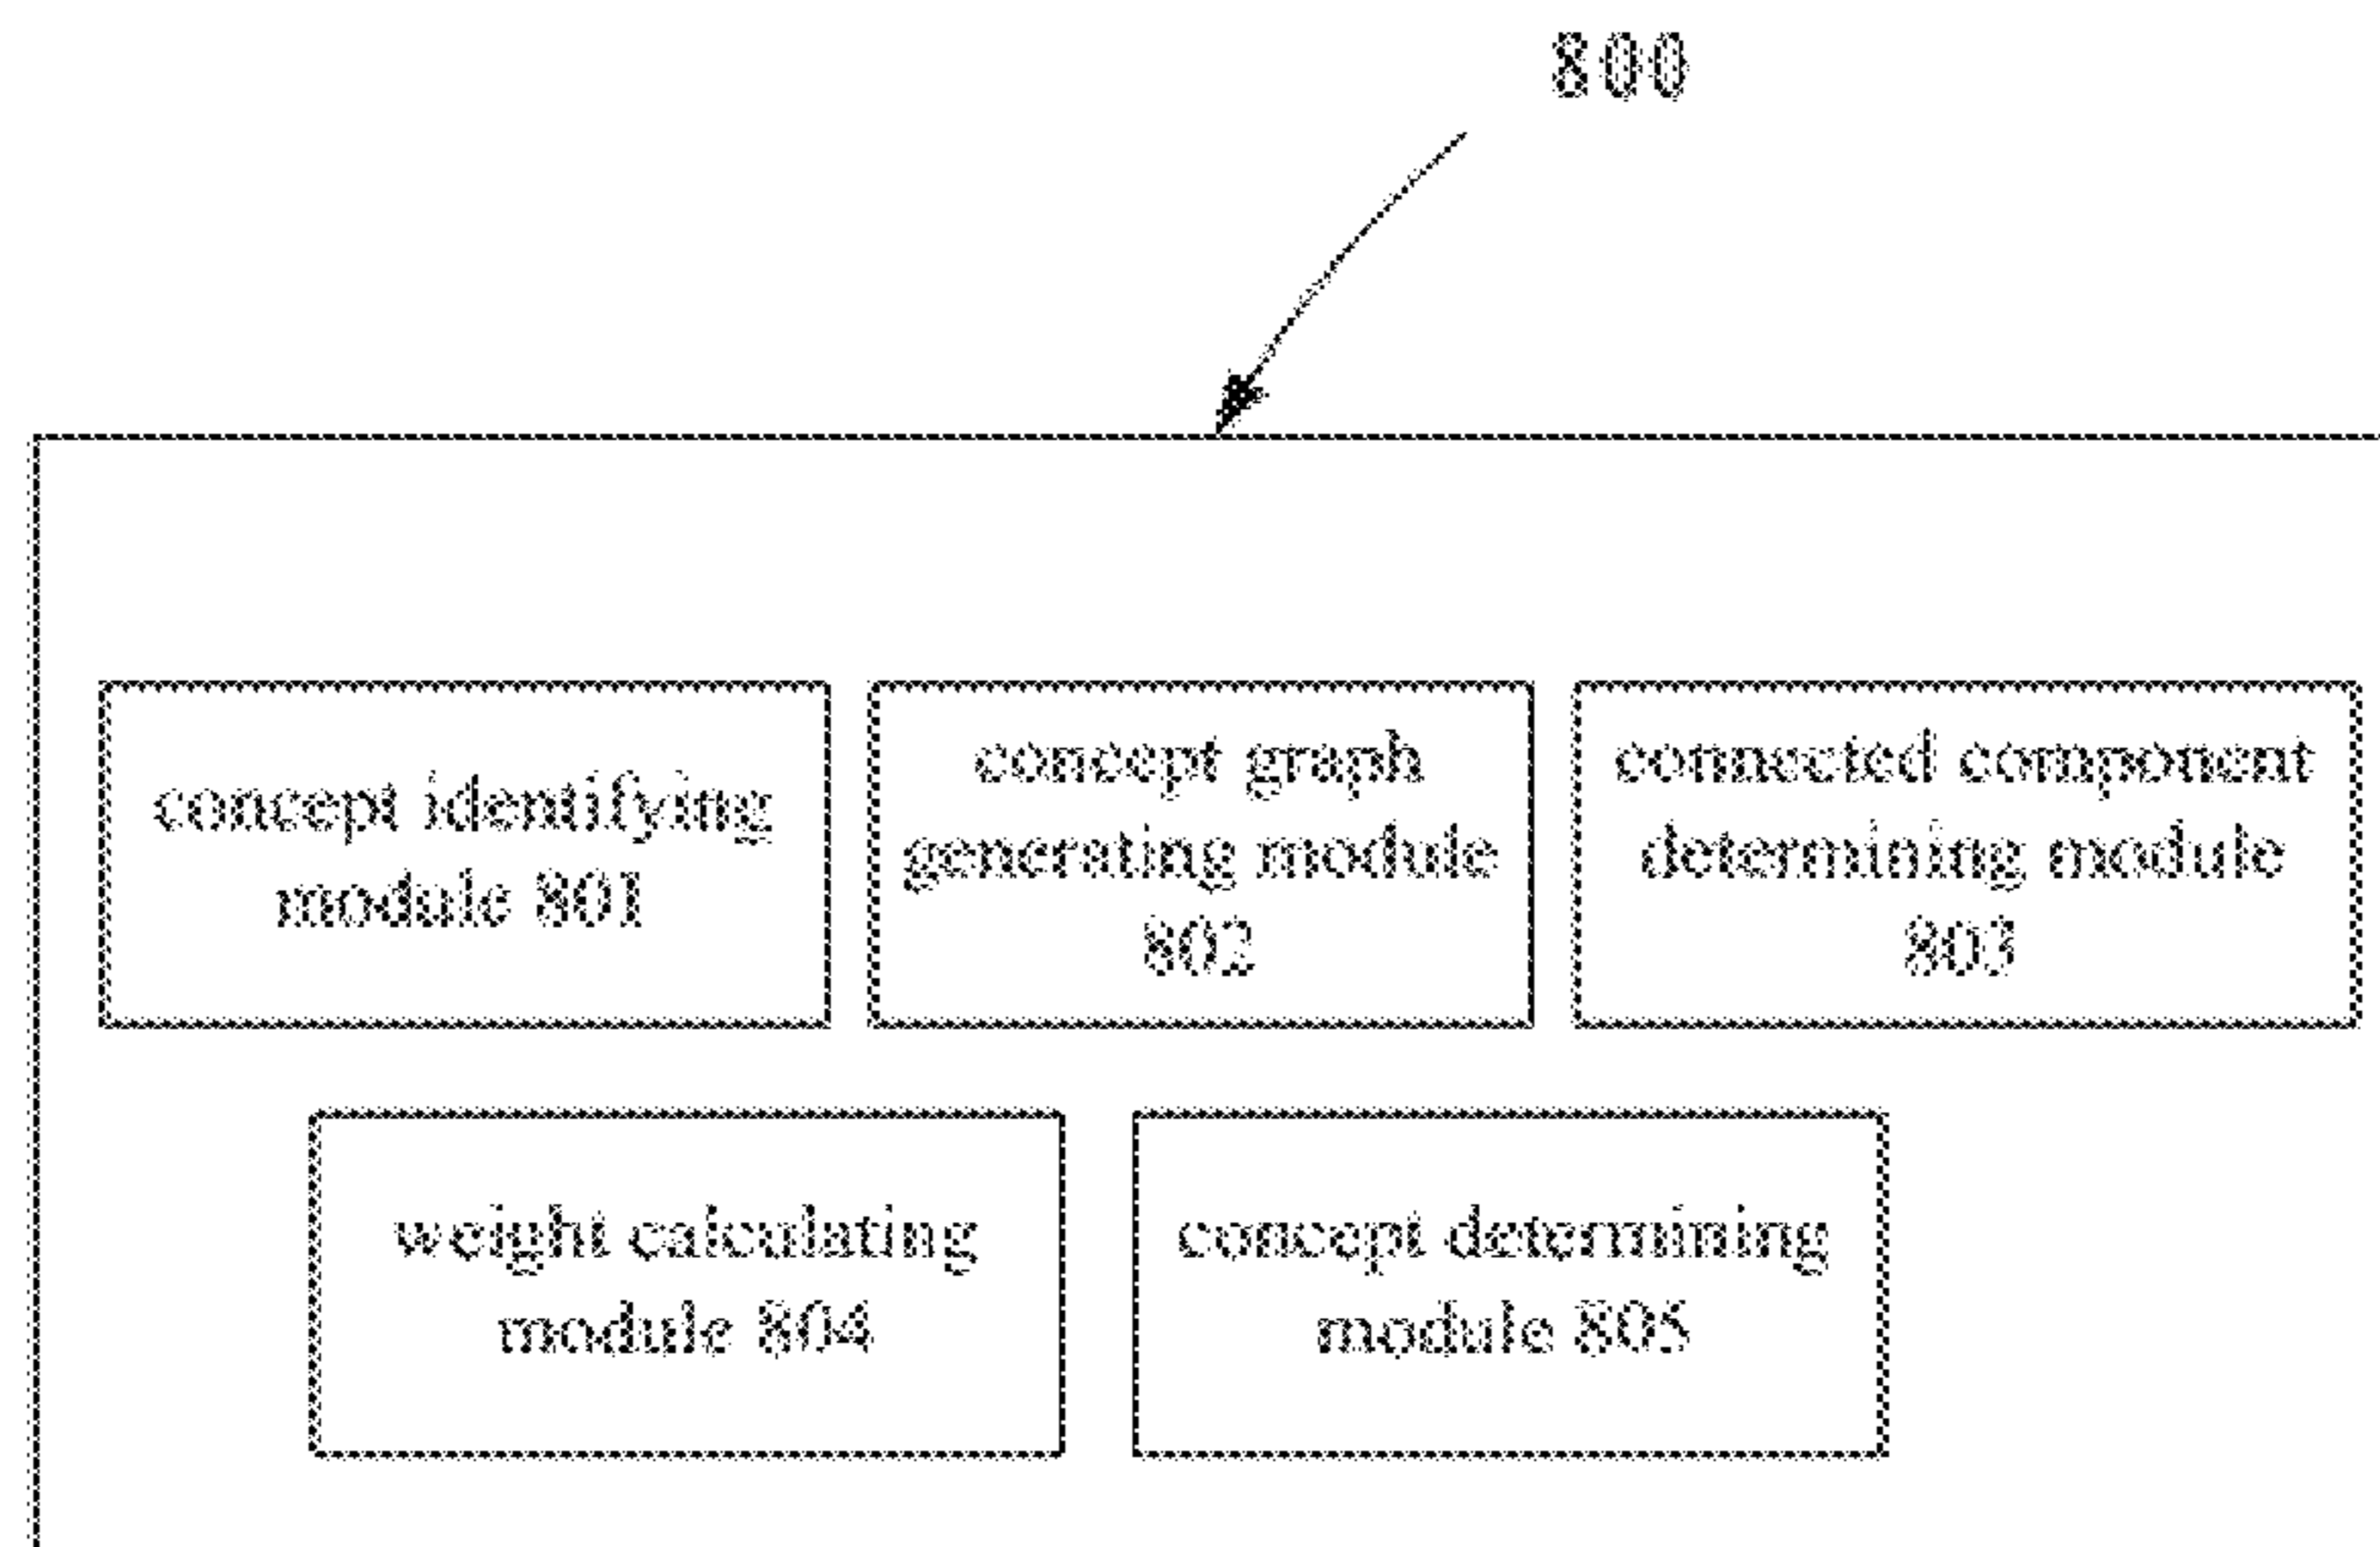 800
concept identifying
module 801
concept graph
generating module
802
connected component
determining module
803
weight calculating
module 804
concept determining
module 805